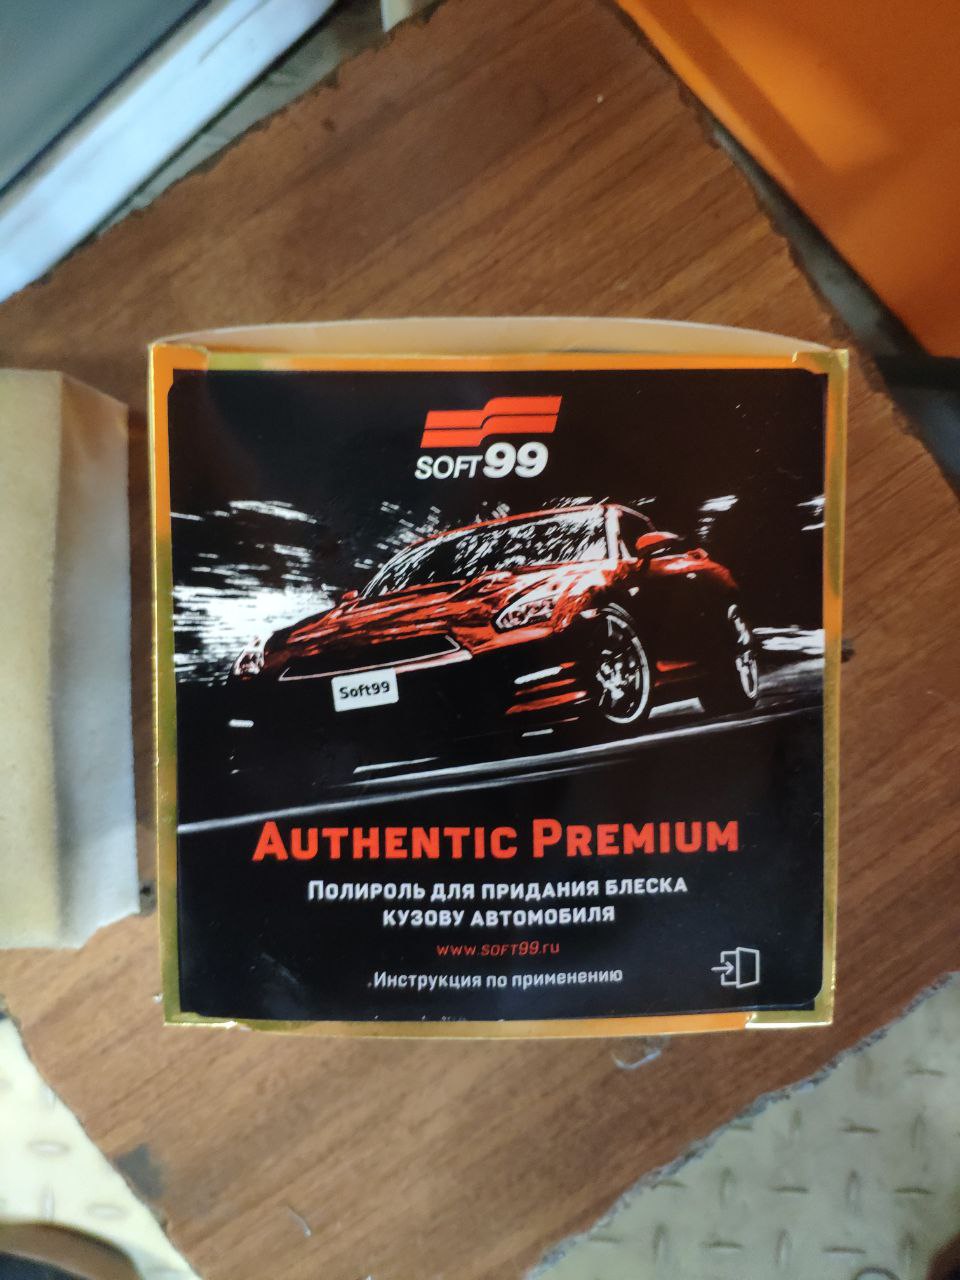 SOFT99
Soft99
AUTHENTIC PREMIUM
ПОЛИРОЛЬ ДЛЯ ПРИДАНИЯ БЛЕСКА
КУЗОВУ АВТОМОБИЛЯ
www.soft99.ru
Инструкция по применению